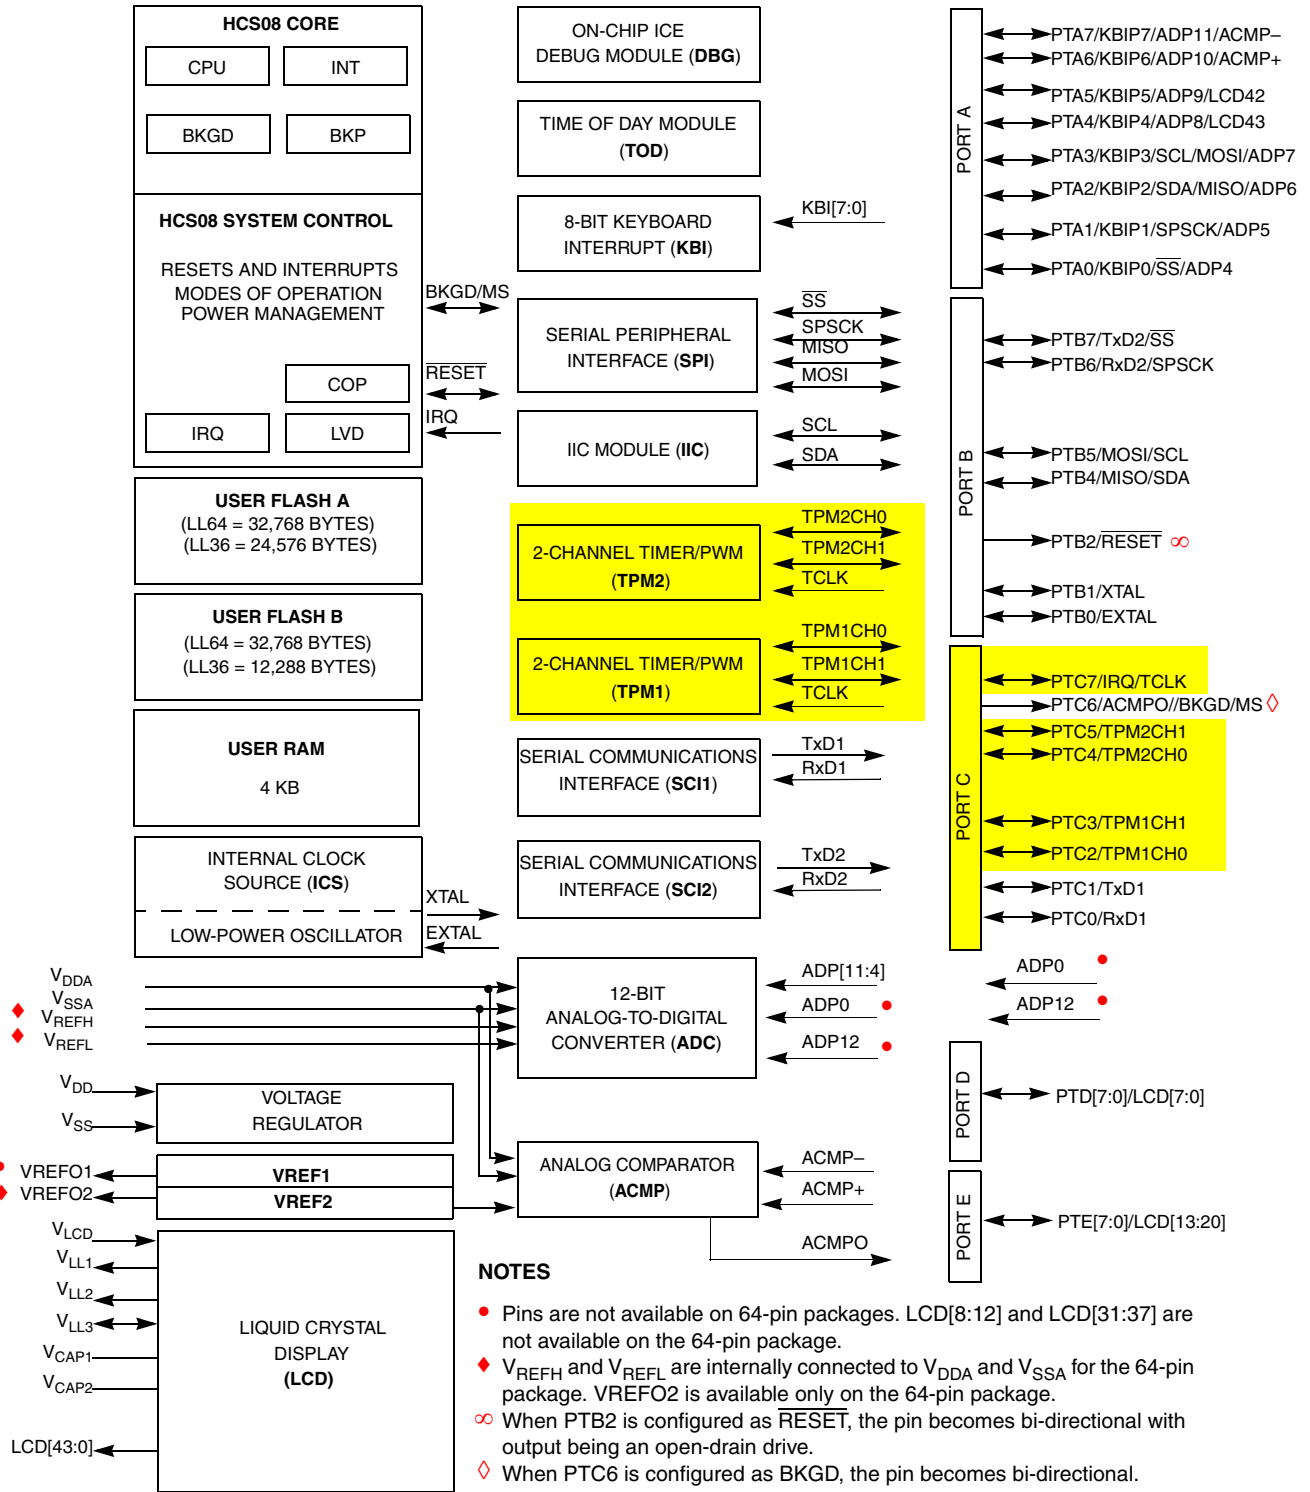 HCS08 CORE
CPU
INT
BKGD
BKP
HCS08 SYSTEM CONTROL
RESETS AND INTERRUPTS
MODES OF OPERATION
POWER MANAGEMENT
COP
IRQ
LVD
BKGD/MS
RESET
IRQ
USER FLASH A
(LL64 = 32,768 BYTES)
(LL36 = 24,576 BYTES)
USER FLASH B
(LL64 = 32,768 BYTES)
(LL36 = 12,288 BYTES)
USER RAM
4 KB
INTERNAL CLOCK
SOURCE (ICS)
LOW-POWER OSCILLATOR
XTAL
EXTAL
VDDA
VSSA
♦ VREFH
♦ VREFL
VDD
VSS
VOLTAGE
REGULATOR
• VREFO1
♦ VREFO2
VREF1
VREF2
VLCD
VLL1
VLL2
VLL3
VCAP1
VCAP2
LCD[43:0]
LIQUID CRYSTAL
DISPLAY
(LCD)
ON-CHIP ICE
DEBUG MODULE (DBG)
TIME OF DAY MODULE
(TOD)
8-BIT KEYBOARD
INTERRUPT (KBI)
KBI[7:0]
SERIAL PERIPHERAL
INTERFACE (SPI)
SS
SPSCK
MISO
MOSI
IIC MODULE (IIC)
SCL
SDA
2-CHANNEL TIMER/PWM
(TPM2)
TPM2CH0
TPM2CH1
TCLK
2-CHANNEL TIMER/PWM
(TPM1)
TPM1CH0
TPM1CH1
TCLK
SERIAL COMMUNICATIONS
INTERFACE (SCI1)
TxD1
RxD1
SERIAL COMMUNICATIONS
INTERFACE (SCI2)
TxD2
RxD2
12-BIT
ANALOG-TO-DIGITAL
CONVERTER (ADC)
ADP[11:4]
ADP0 •
ADP12 •
ANALOG COMPARATOR
(ACMP)
ACMP–
ACMP+
ACMPO
PORT A
PTA7/KBIP7/ADP11/ACMP–
PTA6/KBIP6/ADP10/ACMP+
PTA5/KBIP5/ADP9/LCD42
PTA4/KBIP4/ADP8/LCD43
PTA3/KBIP3/SCL/MOSI/ADP7
PTA2/KBIP2/SDA/MISO/ADP6
PTA1/KBIP1/SPSCK/ADP5
PTA0/KBIP0/SS/ADP4
PORT B
PTB7/TxD2/SS
PTB6/RxD2/SPSCK
PTB5/MOSI/SCL
PTB4/MISO/SDA
PTB2/RESET ∞
PTB1/XTAL
PTB0/EXTAL
PORT C
PTC7/IRQ/TCLK
PTC6/ACMPO//BKGD/MS ◊
PTC5/TPM2CH1
PTC4/TPM2CH0
PTC3/TPM1CH1
PTC2/TPM1CH0
PTC1/TxD1
PTC0/RxD1
ADP0 •
ADP12 •
PORT D
PTD[7:0]/LCD[7:0]
PORT E
PTE[7:0]/LCD[13:20]
NOTES
• Pins are not available on 64-pin packages. LCD[8:12] and LCD[31:37] are
not available on the 64-pin package.
♦ VREFH and VREFL are internally connected to VDDA and VSSA for the 64-pin
package. VREFO2 is available only on the 64-pin package.
∞ When PTB2 is configured as RESET, the pin becomes bi-directional with
output being an open-drain drive.
◊ When PTC6 is configured as BKGD, the pin becomes bi-directional.